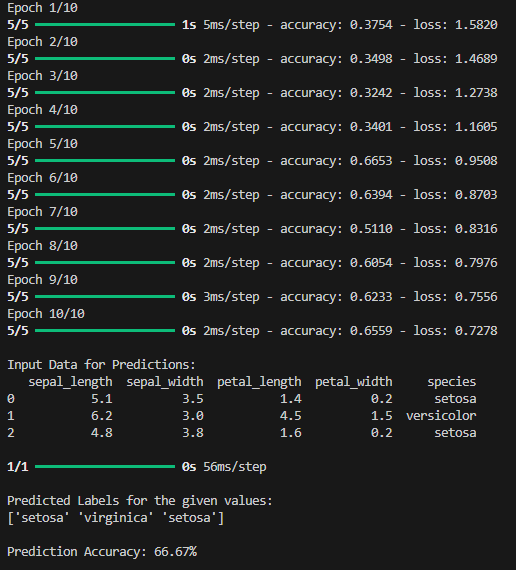 Epoch 1/10
5/5 1s 5ms/step - accuracy: 0.3754 - loss: 1.5820
Epoch 2/10
5/5 0s 2ms/step - accuracy: 0.3498 - loss: 1.4689
Epoch 3/10
5/5 0s 2ms/step - accuracy: 0.3242 - loss: 1.2738
Epoch 4/10
5/5 0s 2ms/step - accuracy: 0.3401 - loss: 1.1605
Epoch 5/10
5/5 0s 2ms/step - accuracy: 0.6653 - loss: 0.9508
Epoch 6/10
5/5 0s 2ms/step - accuracy: 0.6394 - loss: 0.8703
Epoch 7/10
5/5 0s 2ms/step - accuracy: 0.5110 - loss: 0.8316
Epoch 8/10
5/5 0s 2ms/step - accuracy: 0.6054 - loss: 0.7976
Epoch 9/10
5/5 0s 3ms/step - accuracy: 0.6233 - loss: 0.7556
Epoch 10/10
5/5 0s 2ms/step - accuracy: 0.6559 - loss: 0.7278
Input Data for Predictions:
sepal_length sepal_width petal_length petal_width species
0 5.1 3.5 1.4 0.2 setosa
1 6.2 3.0 4.5 1.5 versicolor
2 4.8 3.8 1.6 0.2 setosa
1/1 0s 56ms/step
Predicted Labels for the given values:
['setosa' 'virginica' 'setosa']
Prediction Accuracy: 66.67%